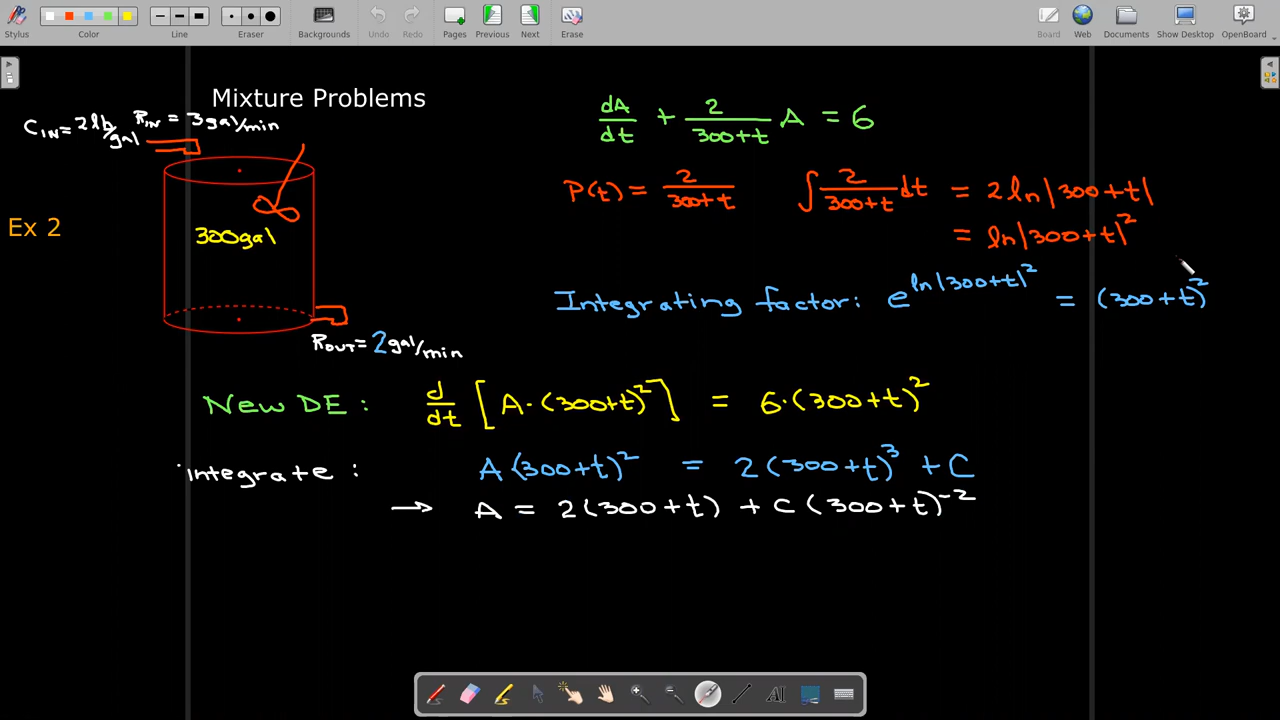 Stylus
Color
Line
Eraser
Backgrounds
Undo
Redo
Pages
Previous
Next
Erase
Board
Web
Documents
Show Desktop
OpenBoard
Mixture Problems
C_IN = 2 lb/gal R_IN = 3 gal/min
Ex 2
300gal
R_OUT = 2 gal/min
dA/dt + 2/(300+t) A = 6
P(t) = 2/(300+t) ∫ 2/(300+t) dt = 2 ln|300+t|
= ln|300+t|²
Integrating factor: e^(ln|300+t|²) = (300+t)²
New DE: d/dt [A·(300+t)²] = 6·(300+t)²
integrate: A(300+t)² = 2(300+t)³ + C
→ A = 2(300+t) + C(300+t)⁻²
AI